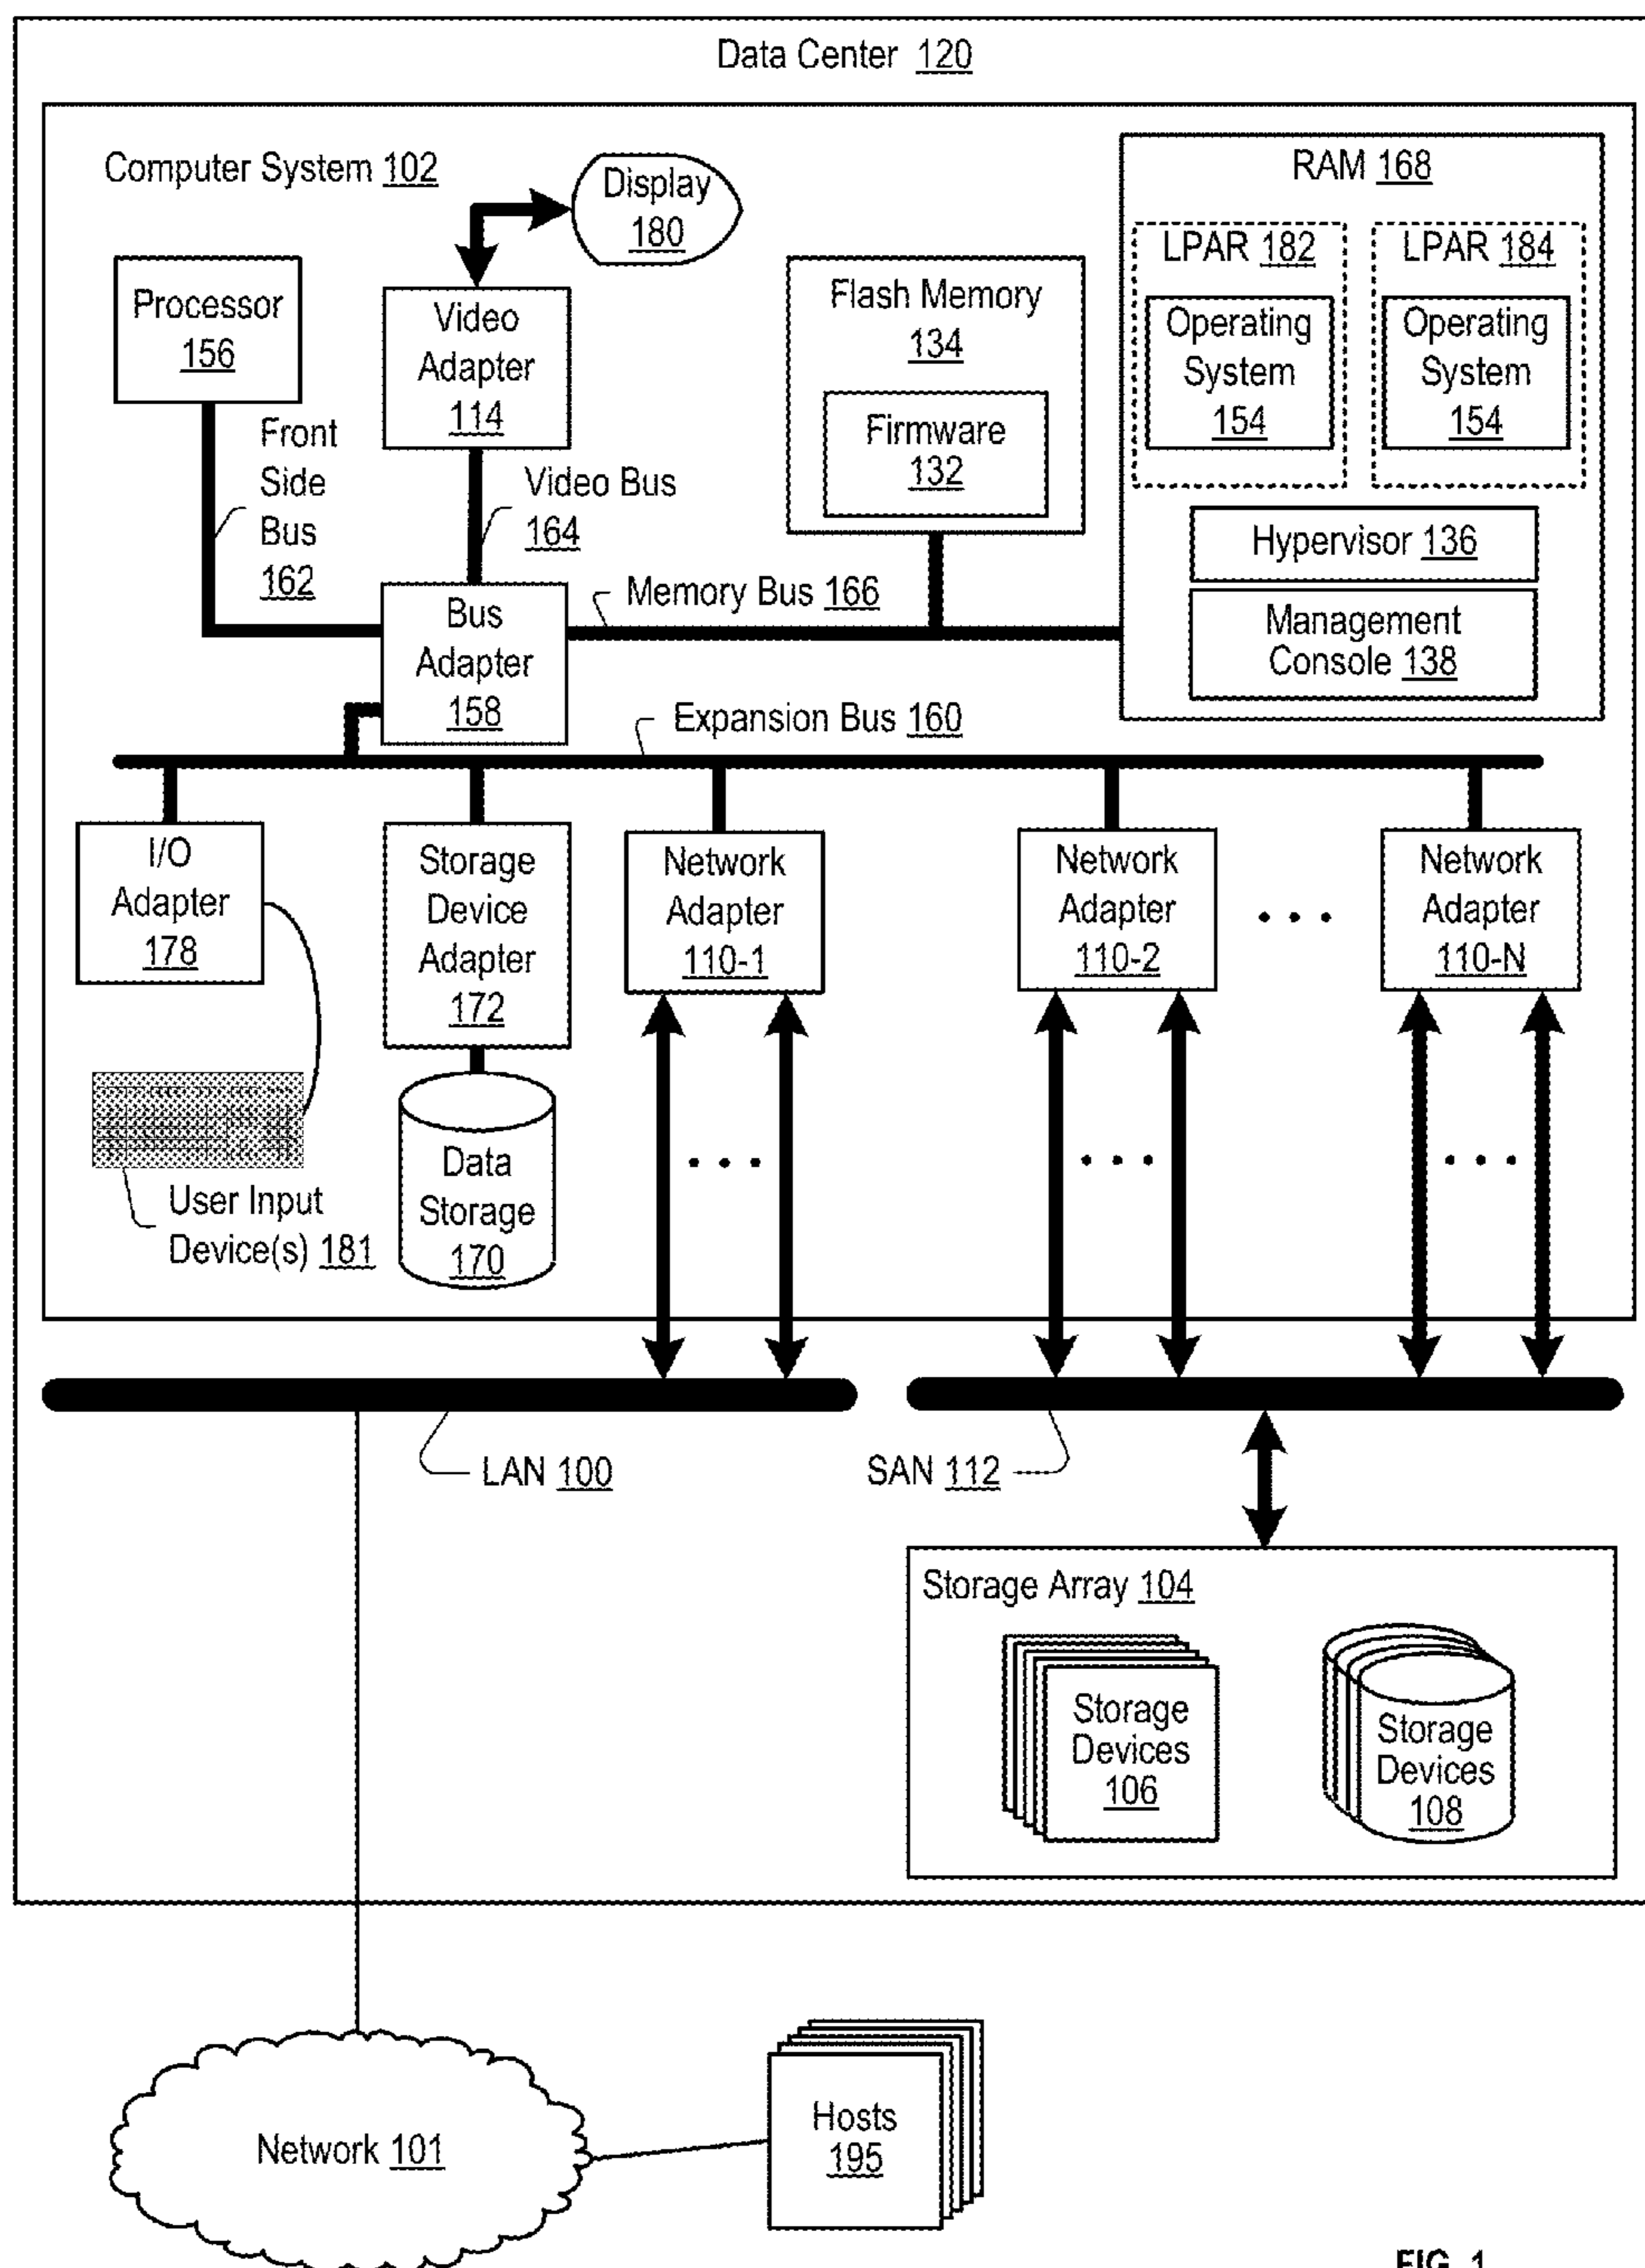 Data Center 120
Computer System 102
Display
180
RAM 168
LPAR 182
LPAR 184
Operating
System
154
Operating
System
154
Hypervisor 136
Management
Console 138
Processor
156
Video
Adapter
114
Flash Memory
134
Firmware
132
Front
Side
Bus
162
Video Bus
164
Memory Bus 166
Bus
Adapter
158
Expansion Bus 160
I/O
Adapter
178
Storage
Device
Adapter
172
Network
Adapter
110-1
Network
Adapter
110-2
Network
Adapter
110-N
User Input
Device(s) 181
Data
Storage
170
LAN 100
SAN 112
Storage Array 104
Storage
Devices
106
Storage
Devices
108
Network 101
Hosts
195
FIG. 1